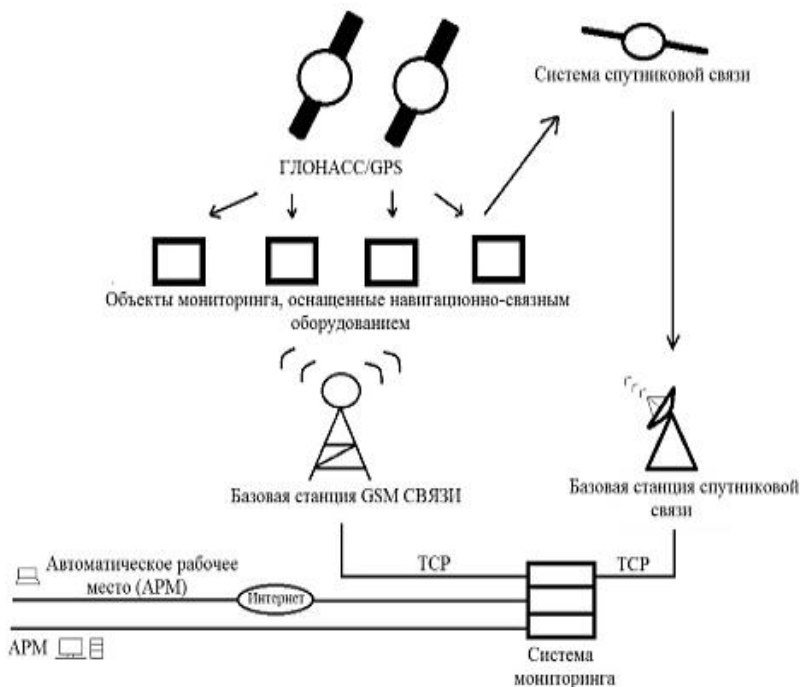 Система спутниковой связи
ГЛОНАСС/GPS
Объекты мониторинга, оснащенные навигационно-связным
оборудованием
Базовая станция GSM СВЯЗИ
Базовая станция спутниковой
связи
TCP
TCP
Автоматическое рабочее
место (АРМ)
Интернет
АРМ
Система
мониторинга